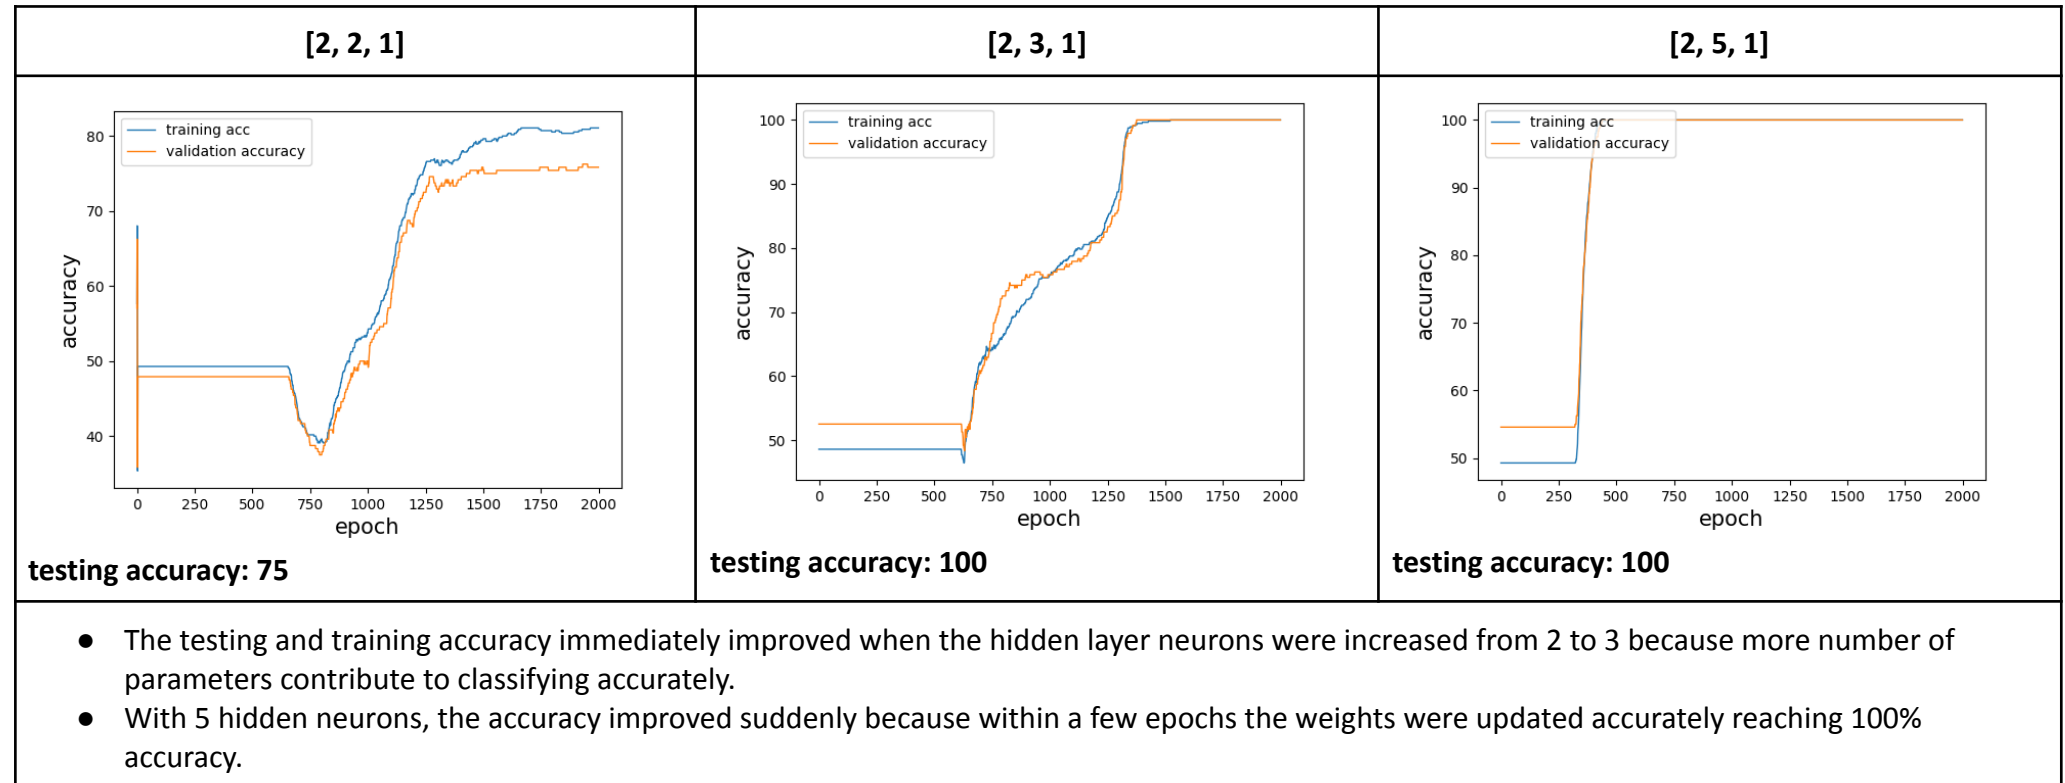 [2, 2, 1]
[2, 3, 1]
[2, 5, 1]
training acc
validation accuracy
80
70
60
50
40
accuracy
0 250 500 750 1000 1250 1500 1750 2000
epoch
testing accuracy: 75
training acc
validation accuracy
100
90
80
70
60
50
accuracy
0 250 500 750 1000 1250 1500 1750 2000
epoch
testing accuracy: 100
training acc
validation accuracy
100
90
80
70
60
50
accuracy
0 250 500 750 1000 1250 1500 1750 2000
epoch
testing accuracy: 100
● The testing and training accuracy immediately improved when the hidden layer neurons were increased from 2 to 3 because more number of
parameters contribute to classifying accurately.
● With 5 hidden neurons, the accuracy improved suddenly because within a few epochs the weights were updated accurately reaching 100%
accuracy.